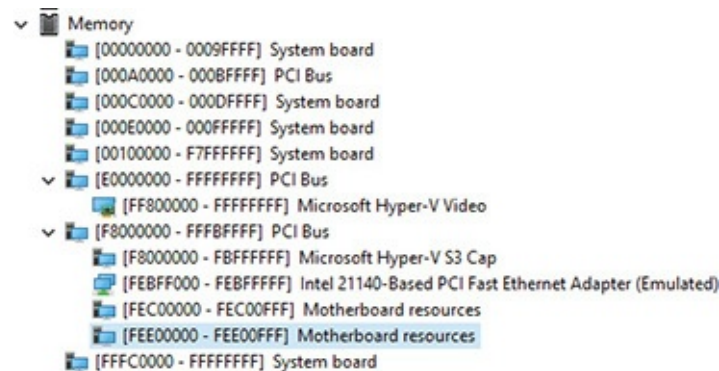 Memory
[00000000 - 0009FFFF] System board
[000A0000 - 000BFFFF] PCI Bus
[000C0000 - 000DFFFF] System board
[000E0000 - 000FFFFF] System board
[00100000 - F7FFFFFF] System board
[E0000000 - FFFFFFFF] PCI Bus
[FF800000 - FFFFFFFF] Microsoft Hyper-V Video
[F8000000 - FFFBFFFF] PCI Bus
[F8000000 - FBFFFFFF] Microsoft Hyper-V S3 Cap
[FEBFF000 - FEBFFFFF] Intel 21140-Based PCI Fast Ethernet Adapter (Emulated)
[FEC00000 - FEC00FFF] Motherboard resources
[FEE00000 - FEE00FFF] Motherboard resources
[FFFC0000 - FFFFFFFF] System board